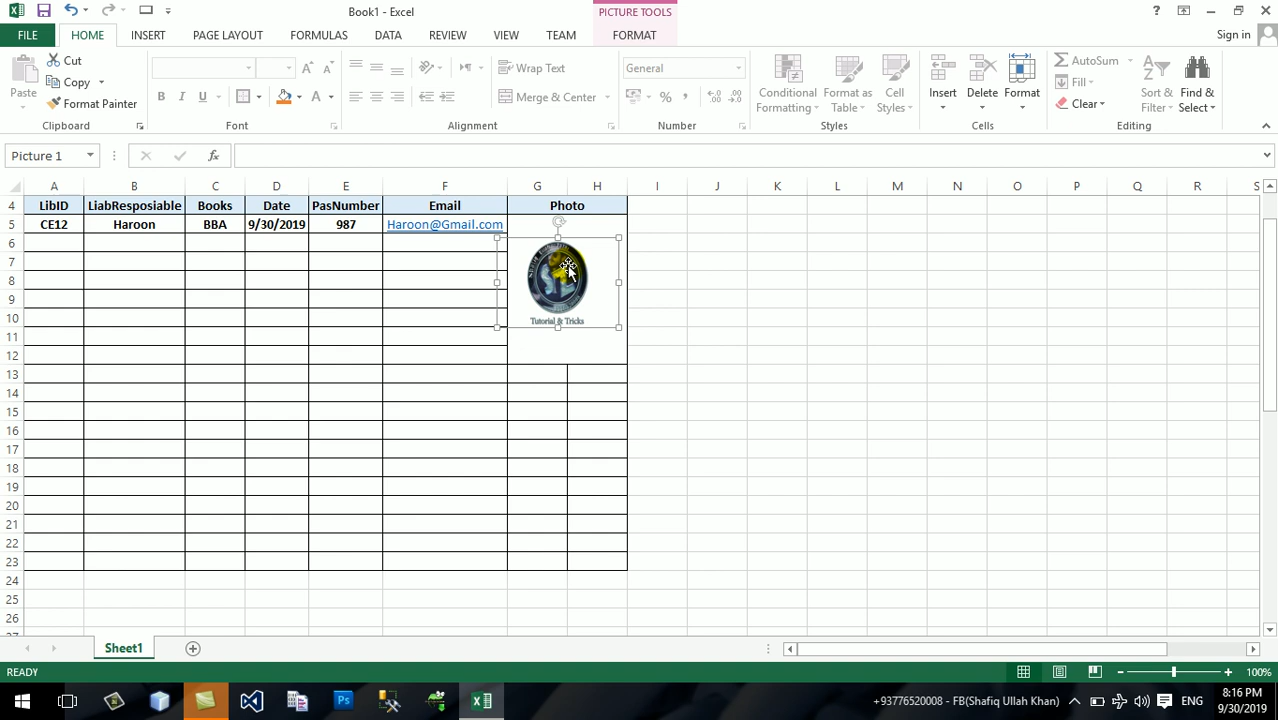 Book1 - Excel
PICTURE TOOLS
?
FILE HOME INSERT PAGE LAYOUT FORMULAS DATA REVIEW VIEW TEAM FORMAT Sign in
Paste
Cut
Copy
Format Painter
Clipboard
B I U
A A
A
Font
Wrap Text
Merge & Center
Alignment
General
%
Number
Conditional Formatting
Format as Table
Cell Styles
Styles
Insert
Delete
Format
Cells
AutoSum
Fill
Clear
Sort & Filter
Find & Select
Editing
Picture 1
fx
A B C D E F G H I J K L M N O P Q R S
4 LibID LiabResposiable Books Date PasNumber Email Photo
5 CE12 Haroon BBA 9/30/2019 987 Haroon@Gmail.com
6
7
8
9
10
Tutorial & Tricks
11
12
13
14
15
16
17
18
19
20
21
22
23
24
25
26
27
Sheet1
READY
100%
+93776520008 - FB(Shafiq Ullah Khan)
ENG
8:16 PM
9/30/2019